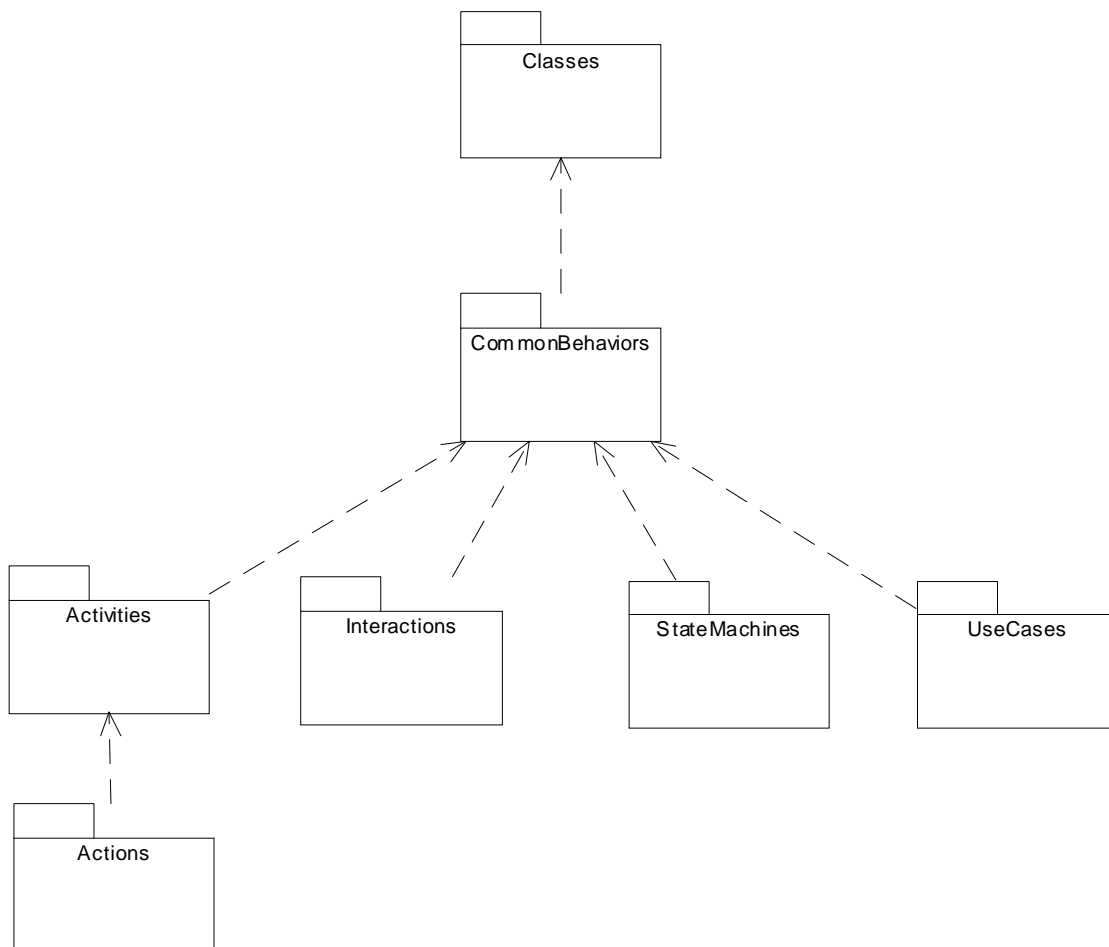 Classes
CommonBehaviors
Activities
Interactions
StateMachines
UseCases
Actions